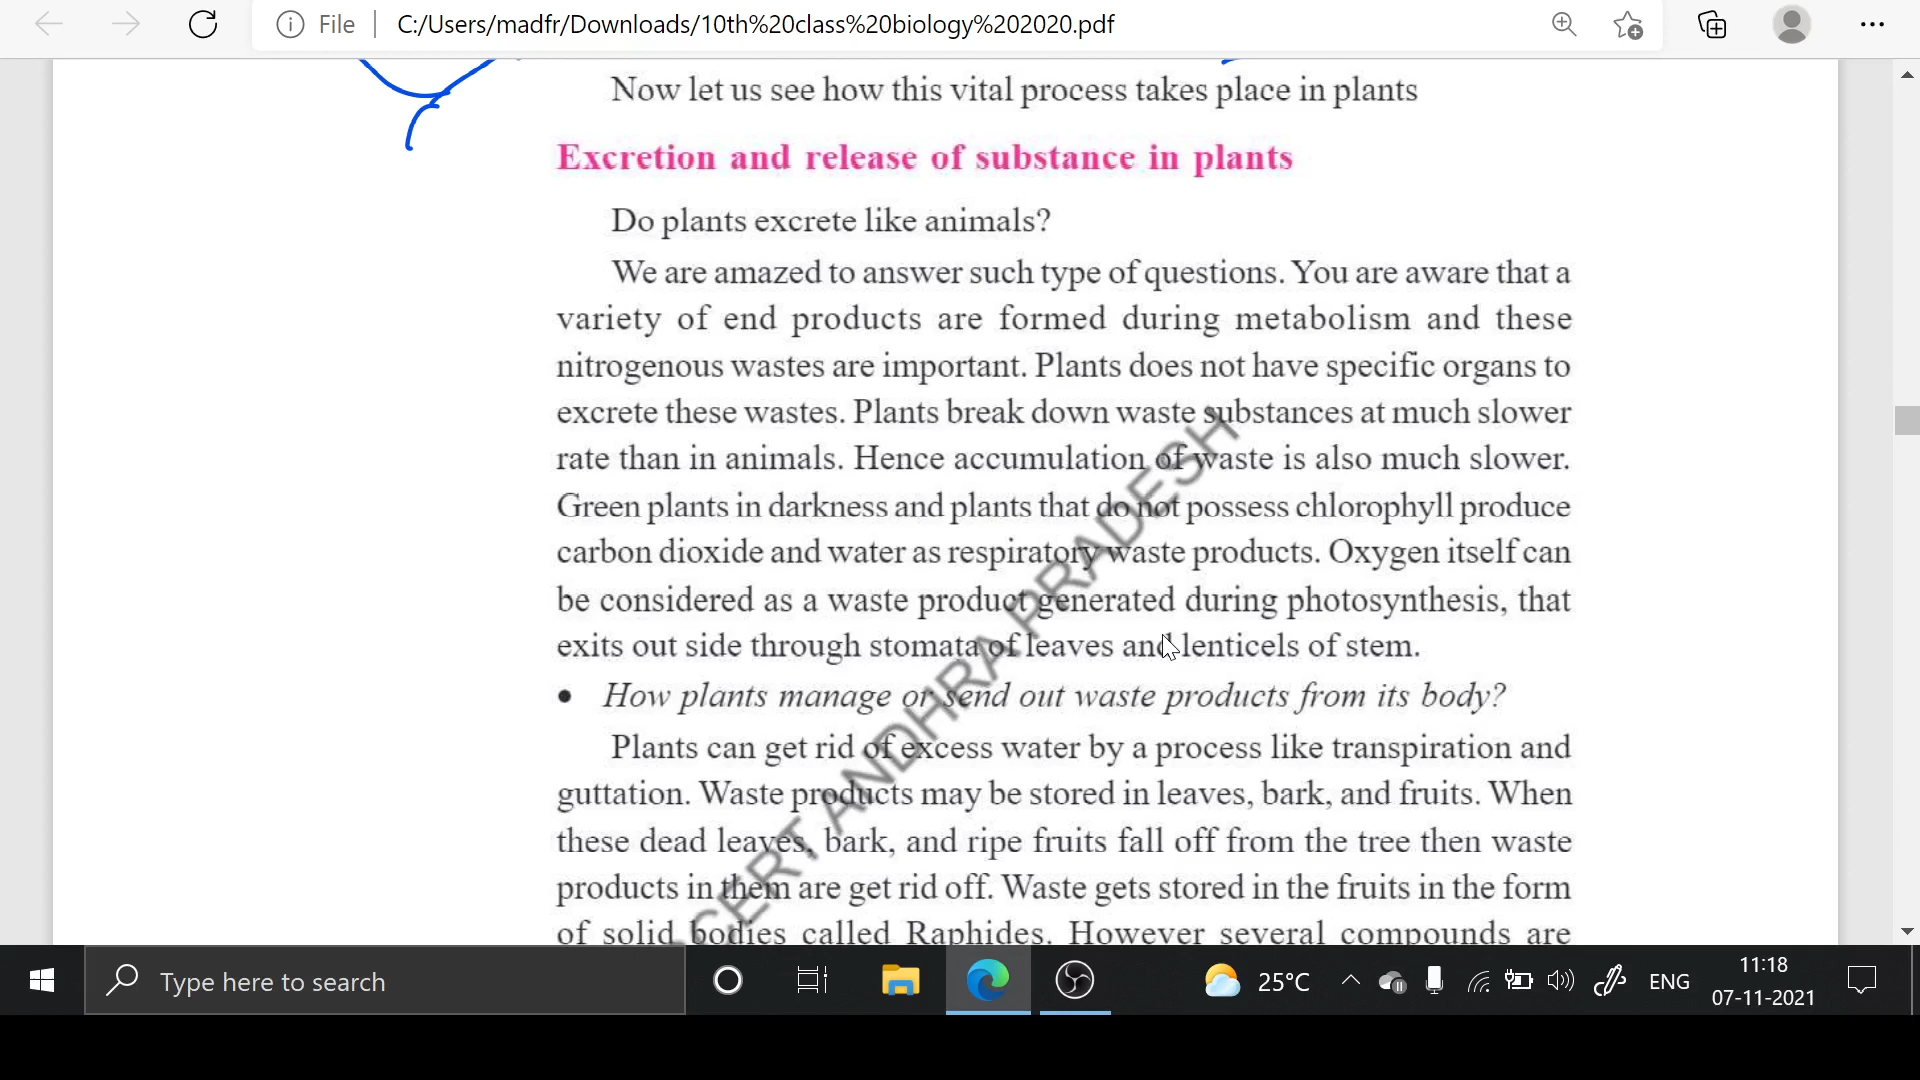 File
C:/Users/madfr/Downloads/10th%20class%20biology%202020.pdf
Now let us see how this vital process takes place in plants
Excretion and release of substance in plants
Do plants excrete like animals?
We are amazed to answer such type of questions. You are aware that a
variety of end products are formed during metabolism and these
nitrogenous wastes are important. Plants does not have specific organs to
excrete these wastes. Plants break down waste substances at much slower
rate than in animals. Hence accumulation of waste is also much slower.
Green plants in darkness and plants that do not possess chlorophyll produce
carbon dioxide and water as respiratory waste products. Oxygen itself can
be considered as a waste product generated during photosynthesis, that
exits out side through stomata of leaves and lenticels of stem.
• How plants manage or send out waste products from its body?
Plants can get rid of excess water by a process like transpiration and
guttation. Waste products may be stored in leaves, bark, and fruits. When
these dead leaves, bark, and ripe fruits fall off from the tree then waste
products in them are get rid off. Waste gets stored in the fruits in the form
of solid bodies called Raphides. However several compounds are
CERT ANDHRA PRADESH
Type here to search
25°C
ENG
11:18
07-11-2021